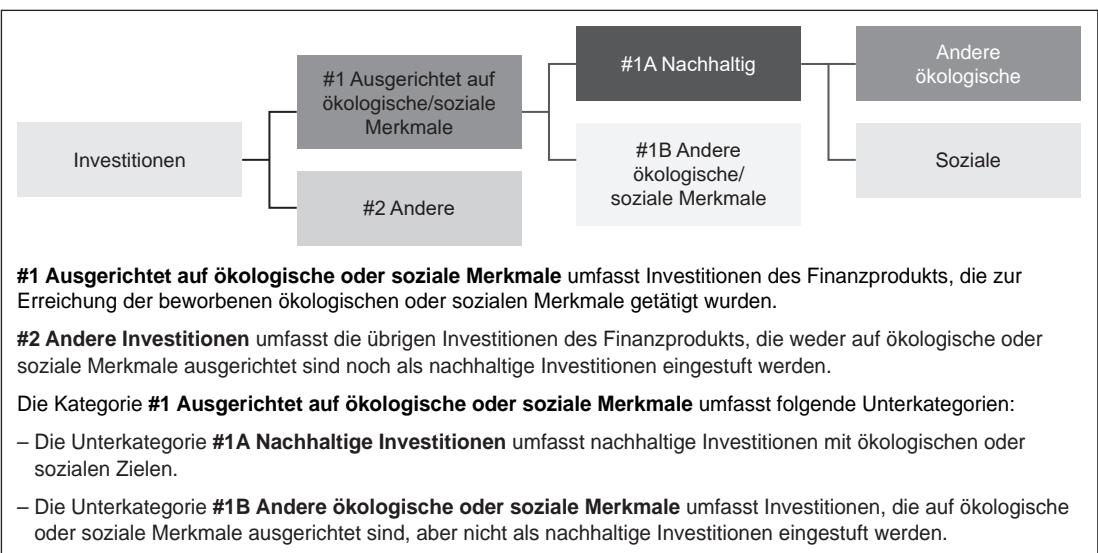 Investitionen
#1 Ausgerichtet auf
ökologische/soziale
Merkmale
#2 Andere
#1A Nachhaltig
#1B Andere
ökologische/
soziale Merkmale
Andere
ökologische
Soziale
#1 Ausgerichtet auf ökologische oder soziale Merkmale umfasst Investitionen des Finanzprodukts, die zur
Erreichung der beworbenen ökologischen oder sozialen Merkmale getätigt wurden.
#2 Andere Investitionen umfasst die übrigen Investitionen des Finanzprodukts, die weder auf ökologische oder
soziale Merkmale ausgerichtet sind noch als nachhaltige Investitionen eingestuft werden.
Die Kategorie #1 Ausgerichtet auf ökologische oder soziale Merkmale umfasst folgende Unterkategorien:
– Die Unterkategorie #1A Nachhaltige Investitionen umfasst nachhaltige Investitionen mit ökologischen oder
sozialen Zielen.
– Die Unterkategorie #1B Andere ökologische oder soziale Merkmale umfasst Investitionen, die auf ökologische
oder soziale Merkmale ausgerichtet sind, aber nicht als nachhaltige Investitionen eingestuft werden.